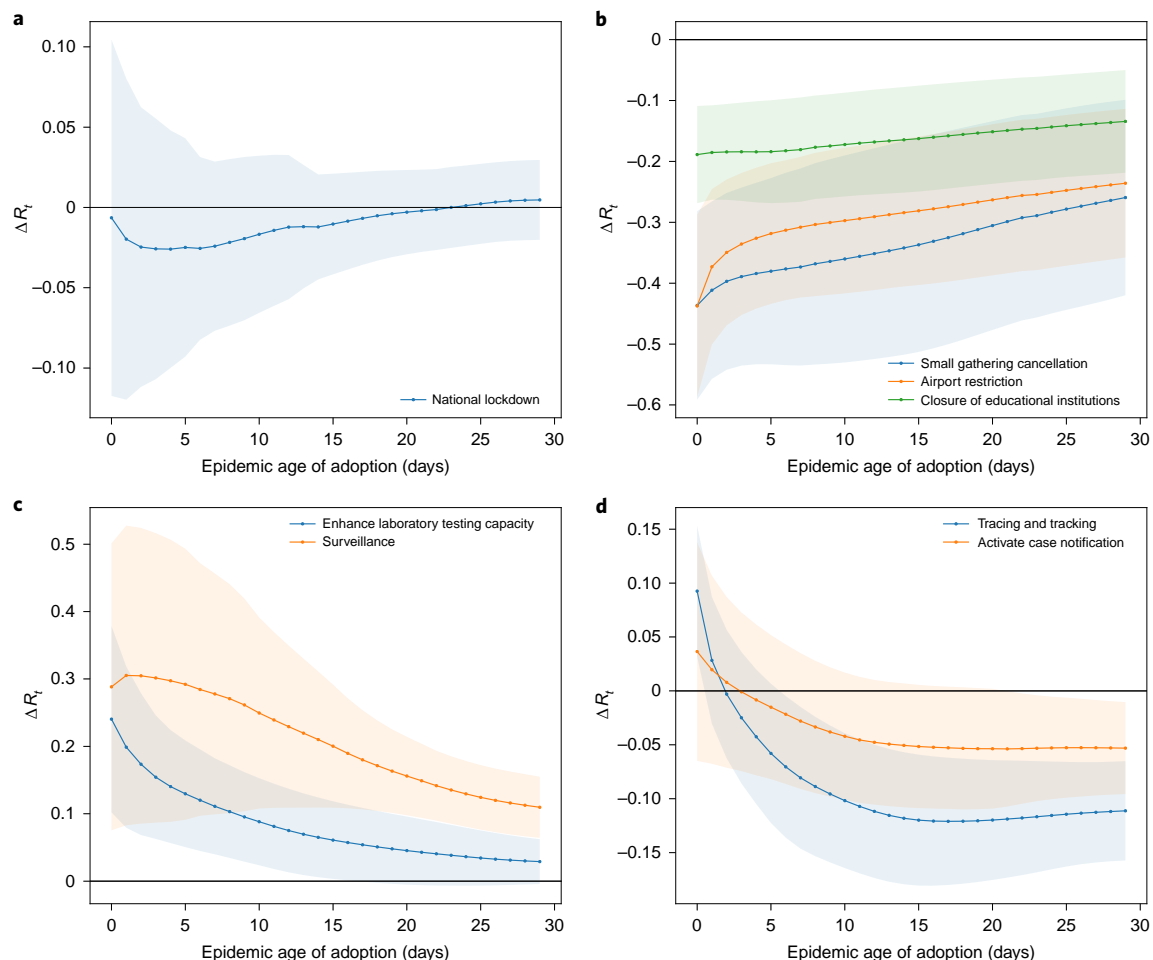 a
0.10
0.05
0
–0.05
–0.10
ΔRt
0 5 10 15 20 25 30
Epidemic age of adoption (days)
National lockdown
b
0
–0.1
–0.2
–0.3
–0.4
–0.5
–0.6
ΔRt
0 5 10 15 20 25 30
Epidemic age of adoption (days)
Small gathering cancellation
Airport restriction
Closure of educational institutions
c
0.5
0.4
0.3
0.2
0.1
0
ΔRt
0 5 10 15 20 25 30
Epidemic age of adoption (days)
Enhance laboratory testing capacity
Surveillance
d
0.15
0.10
0.05
0
–0.05
–0.10
–0.15
ΔRt
0 5 10 15 20 25 30
Epidemic age of adoption (days)
Tracing and tracking
Activate case notification